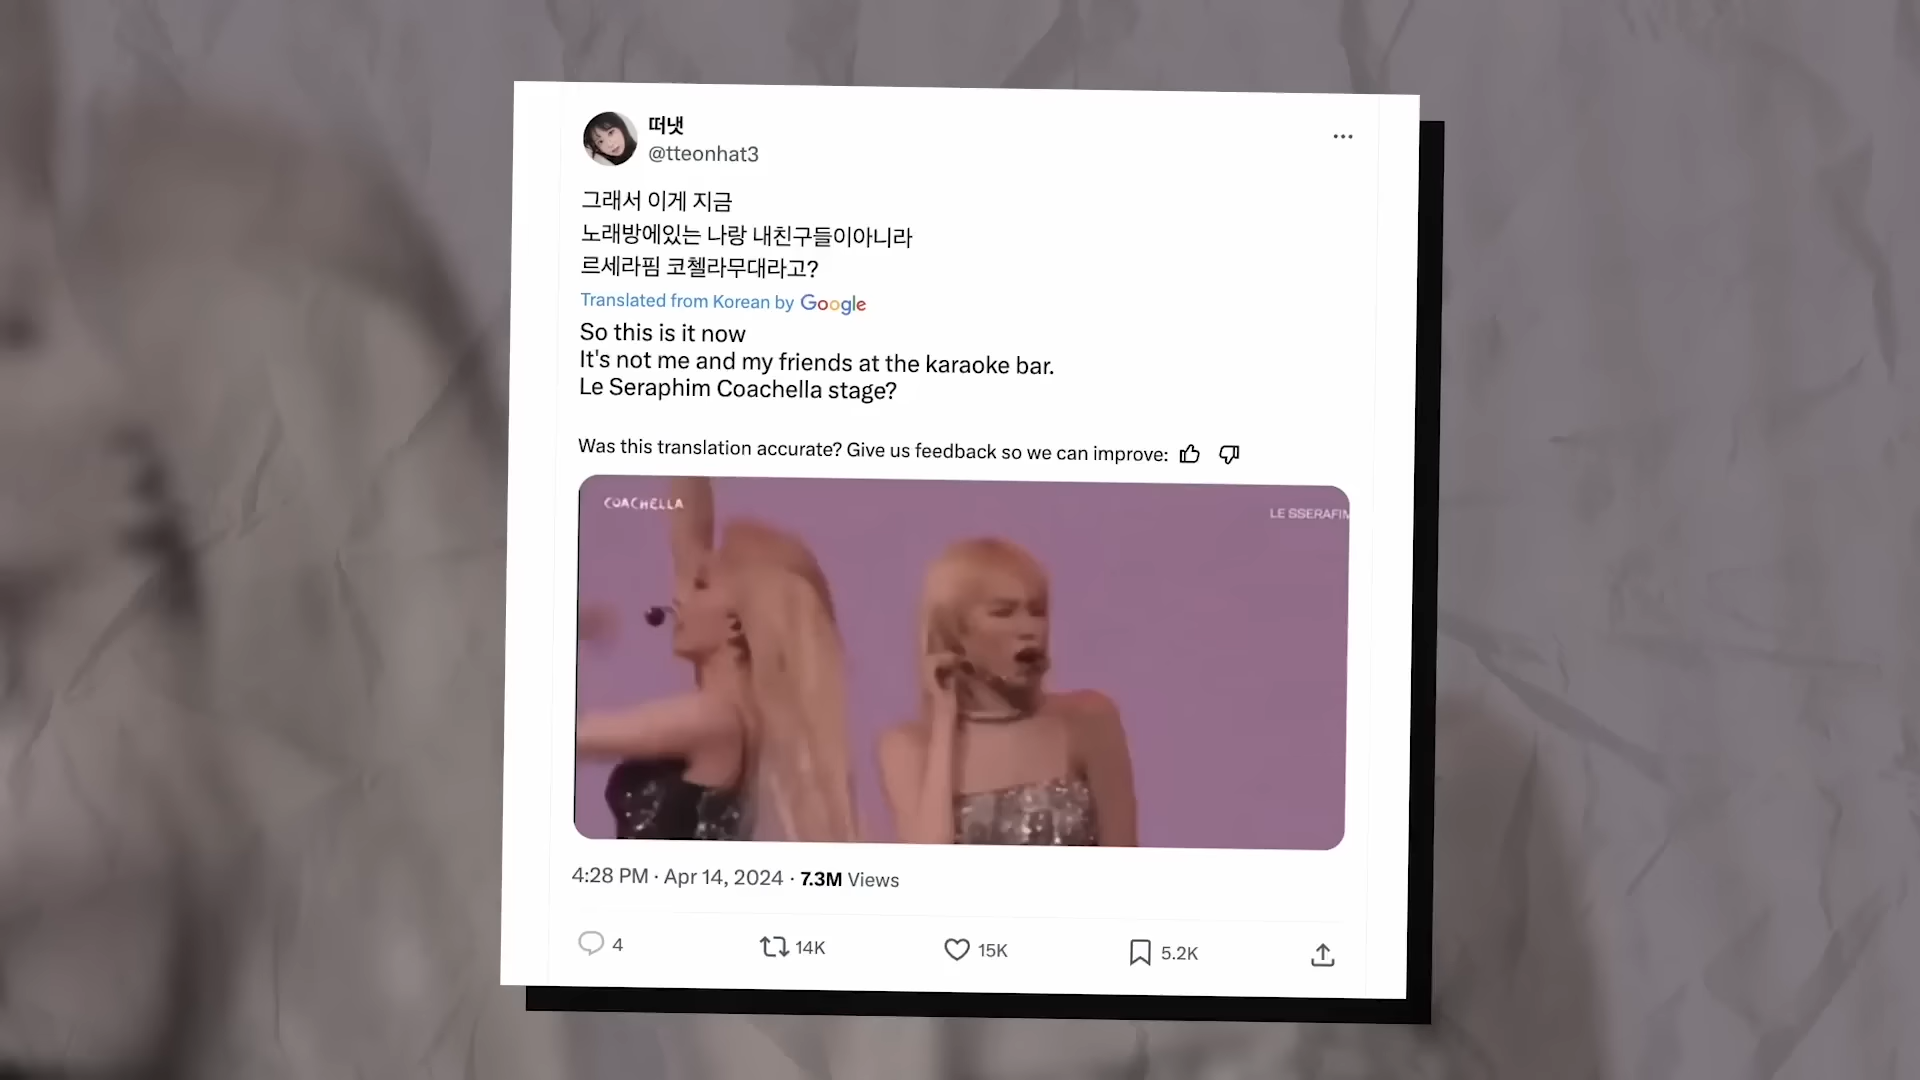 떠냇
@tteonhat3
그래서 이게 지금
노래방에있는 나랑 내친구들이아니라
르세라핌 코첼라무대라고?
Translated from Korean by Google
So this is it now
It's not me and my friends at the karaoke bar.
Le Seraphim Coachella stage?
Was this translation accurate? Give us feedback so we can improve:
COACHELLA
LE SSERAFIM
4:28 PM · Apr 14, 2024 · 7.3M Views
4
14K
15K
5.2K